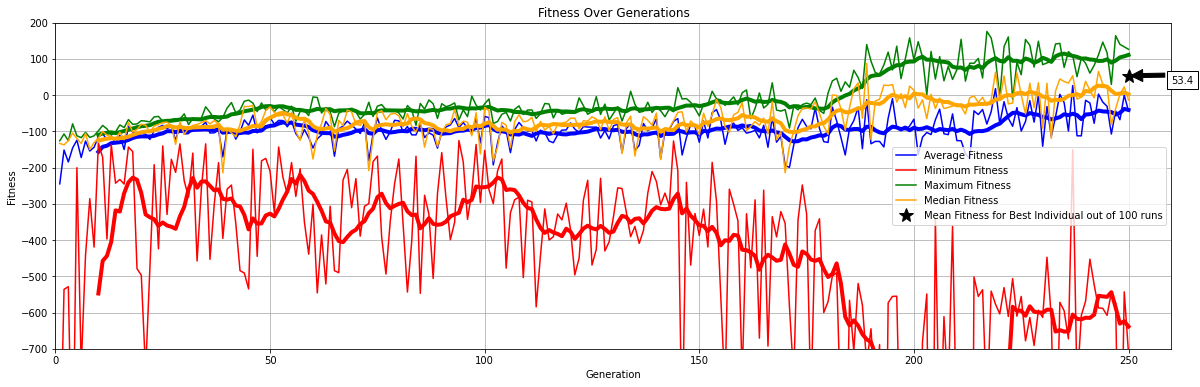 Fitness Over Generations
200
100
0
−100
−200
−300
−400
−500
−600
−700
Fitness
53.4
Average Fitness
Minimum Fitness
Maximum Fitness
Median Fitness
Mean Fitness for Best Individual out of 100 runs
0
50
100
150
200
250
Generation